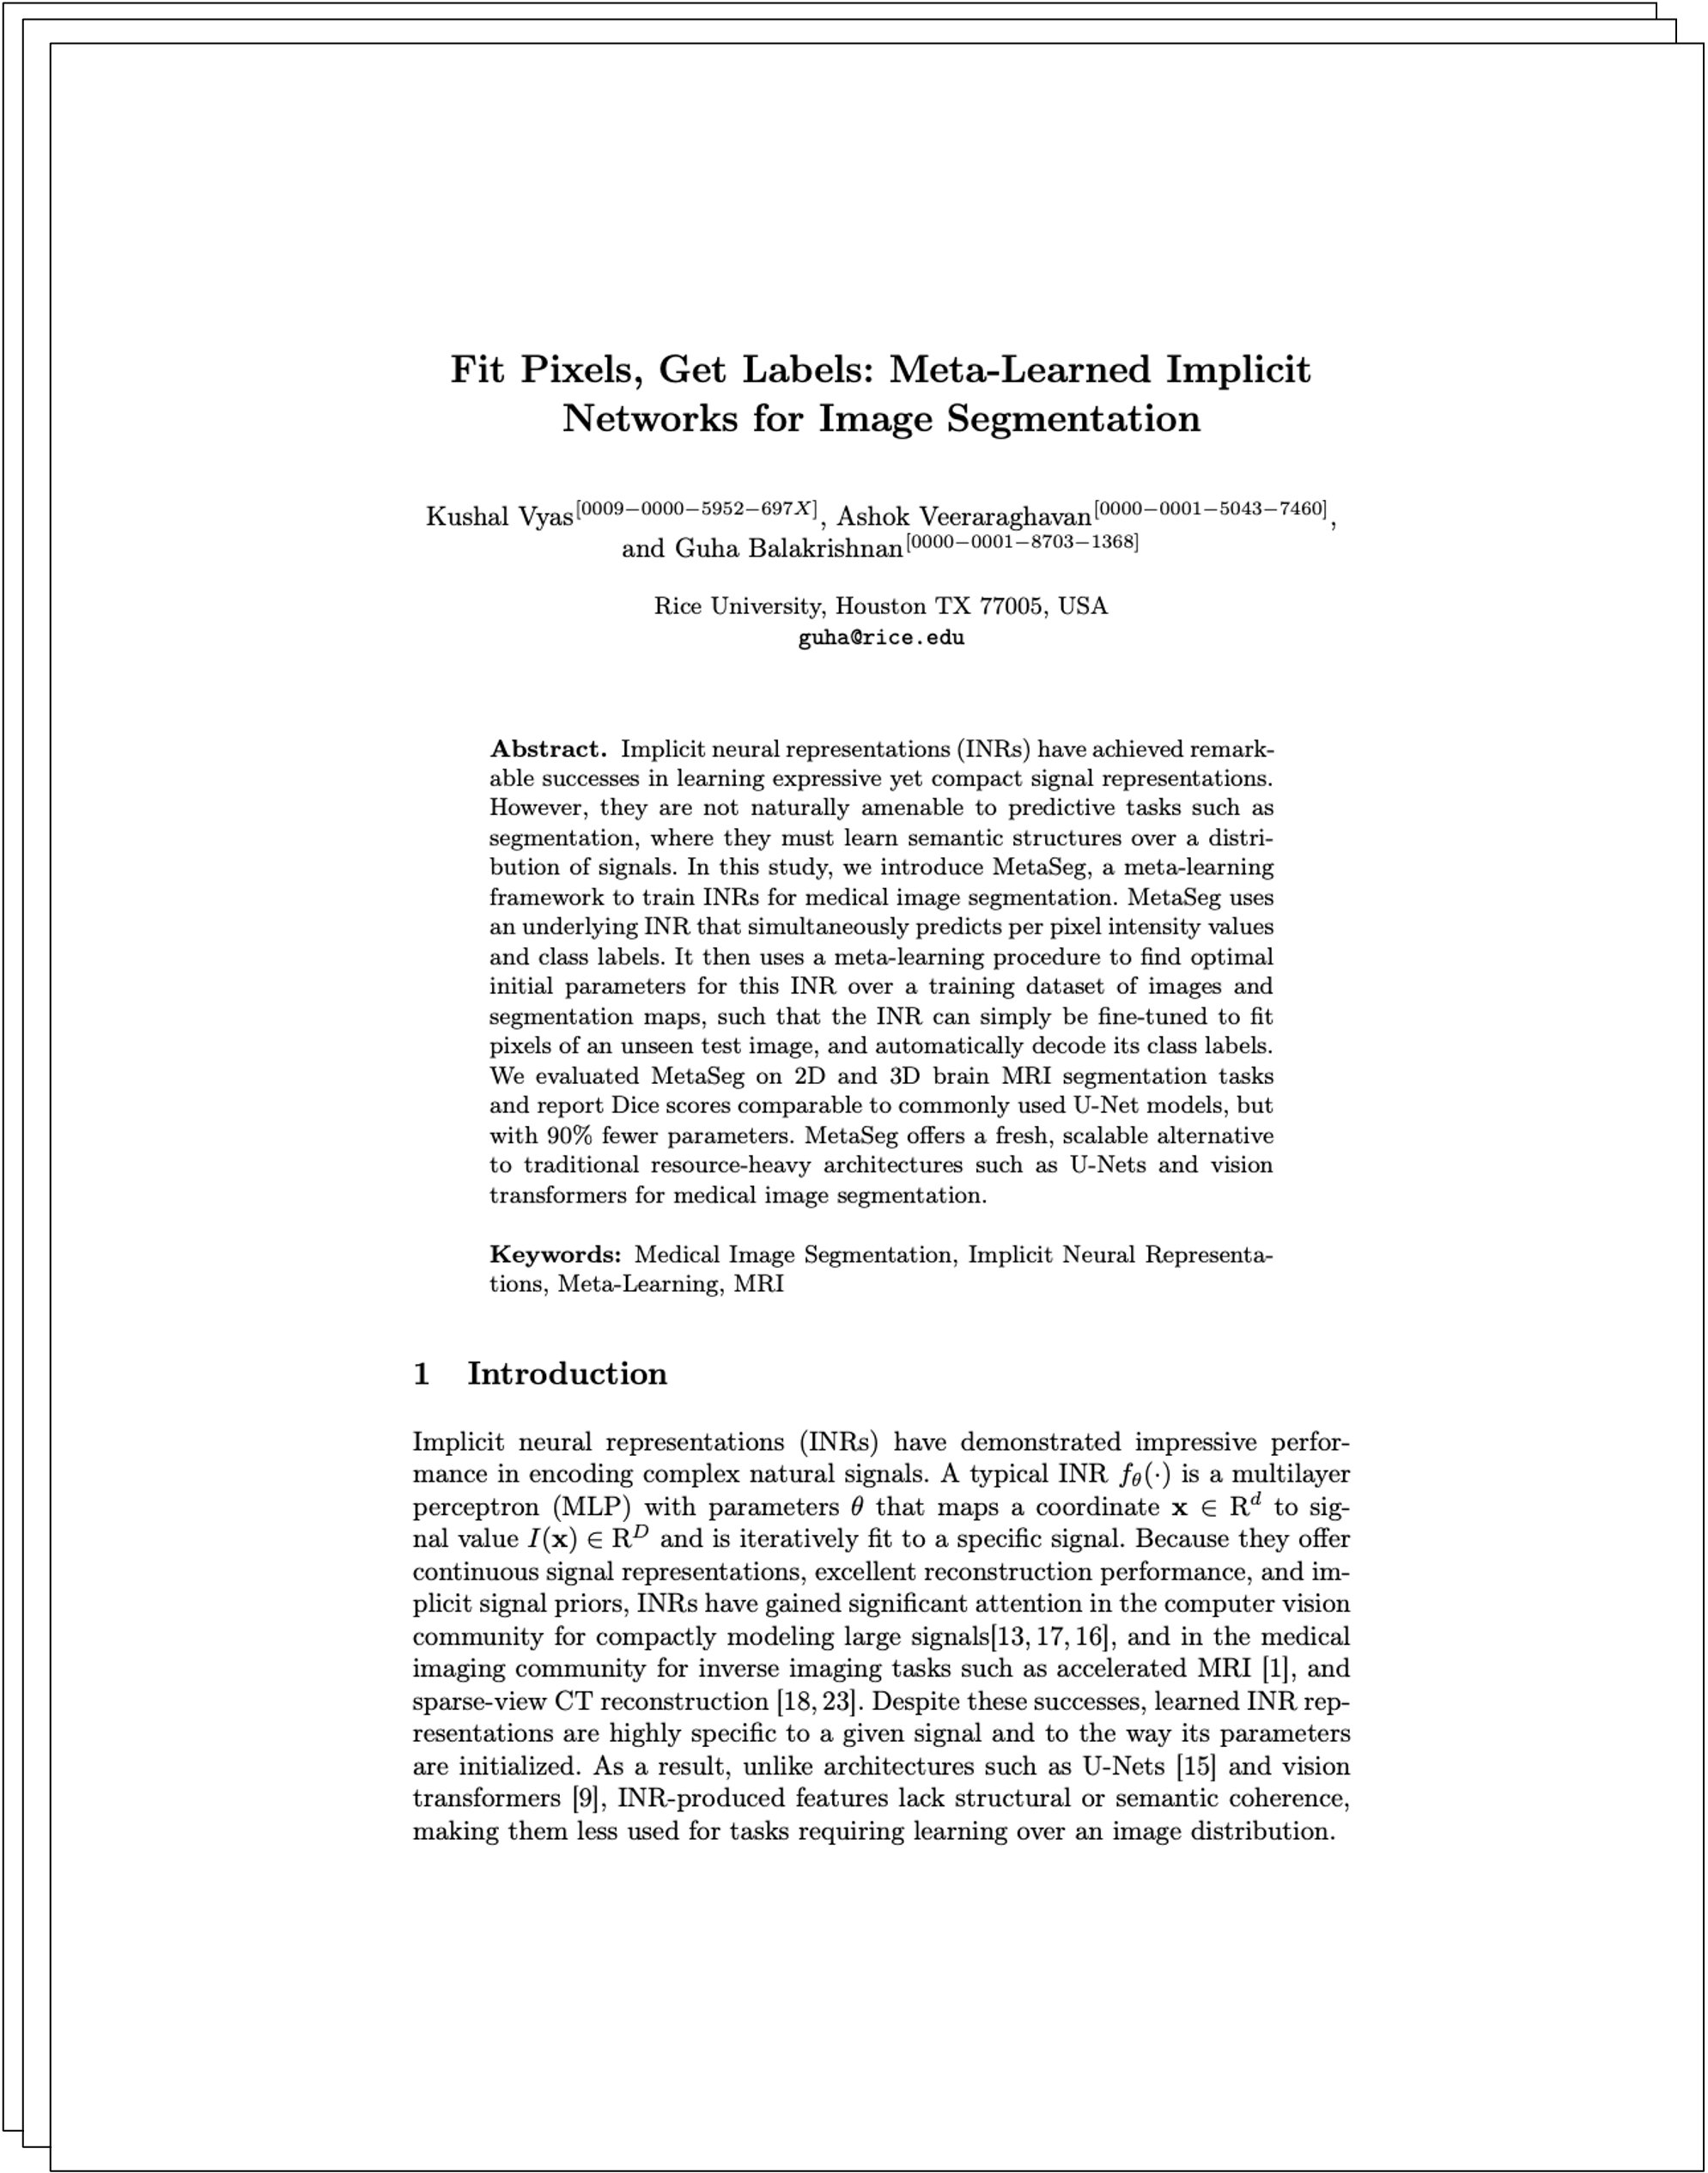 Fit Pixels, Get Labels: Meta-Learned Implicit
Networks for Image Segmentation
Kushal Vyas[0009−0000−5952−697X], Ashok Veeraraghavan[0000−0001−5043−7460],
and Guha Balakrishnan[0000−0001−8703−1368]
Rice University, Houston TX 77005, USA
guha@rice.edu
Abstract. Implicit neural representations (INRs) have achieved remark-
able successes in learning expressive yet compact signal representations.
However, they are not naturally amenable to predictive tasks such as
segmentation, where they must learn semantic structures over a distri-
bution of signals. In this study, we introduce MetaSeg, a meta-learning
framework to train INRs for medical image segmentation. MetaSeg uses
an underlying INR that simultaneously predicts per pixel intensity values
and class labels. It then uses a meta-learning procedure to find optimal
initial parameters for this INR over a training dataset of images and
segmentation maps, such that the INR can simply be fine-tuned to fit
pixels of an unseen test image, and automatically decode its class labels.
We evaluated MetaSeg on 2D and 3D brain MRI segmentation tasks
and report Dice scores comparable to commonly used U-Net models, but
with 90% fewer parameters. MetaSeg offers a fresh, scalable alternative
to traditional resource-heavy architectures such as U-Nets and vision
transformers for medical image segmentation.
Keywords: Medical Image Segmentation, Implicit Neural Representa-
tions, Meta-Learning, MRI
1 Introduction
Implicit neural representations (INRs) have demonstrated impressive perfor-
mance in encoding complex natural signals. A typical INR fθ(·) is a multilayer
perceptron (MLP) with parameters θ that maps a coordinate x ∈ R^d to sig-
nal value I(x) ∈ R^D and is iteratively fit to a specific signal. Because they offer
continuous signal representations, excellent reconstruction performance, and im-
plicit signal priors, INRs have gained significant attention in the computer vision
community for compactly modeling large signals[13, 17, 16], and in the medical
imaging community for inverse imaging tasks such as accelerated MRI [1], and
sparse-view CT reconstruction [18, 23]. Despite these successes, learned INR rep-
resentations are highly specific to a given signal and to the way its parameters
are initialized. As a result, unlike architectures such as U-Nets [15] and vision
transformers [9], INR-produced features lack structural or semantic coherence,
making them less used for tasks requiring learning over an image distribution.